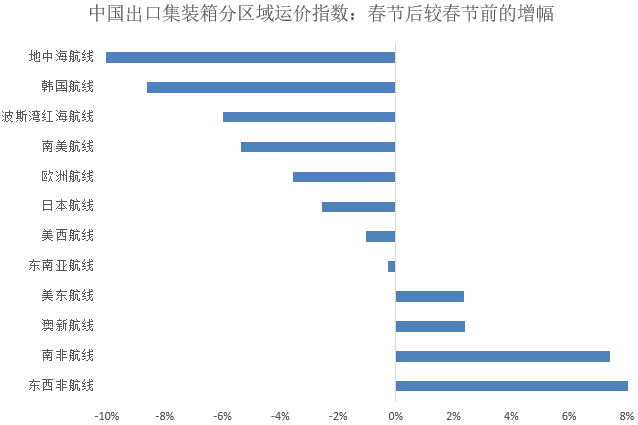 中国出口集装箱分区域运价指数：春节后较春节前的增幅
地中海航线
韩国航线
波斯湾红海航线
南美航线
欧洲航线
日本航线
美西航线
东南亚航线
美东航线
澳新航线
南非航线
东西非航线
-10% -8% -6% -4% -2% 0% 2% 4% 6% 8%